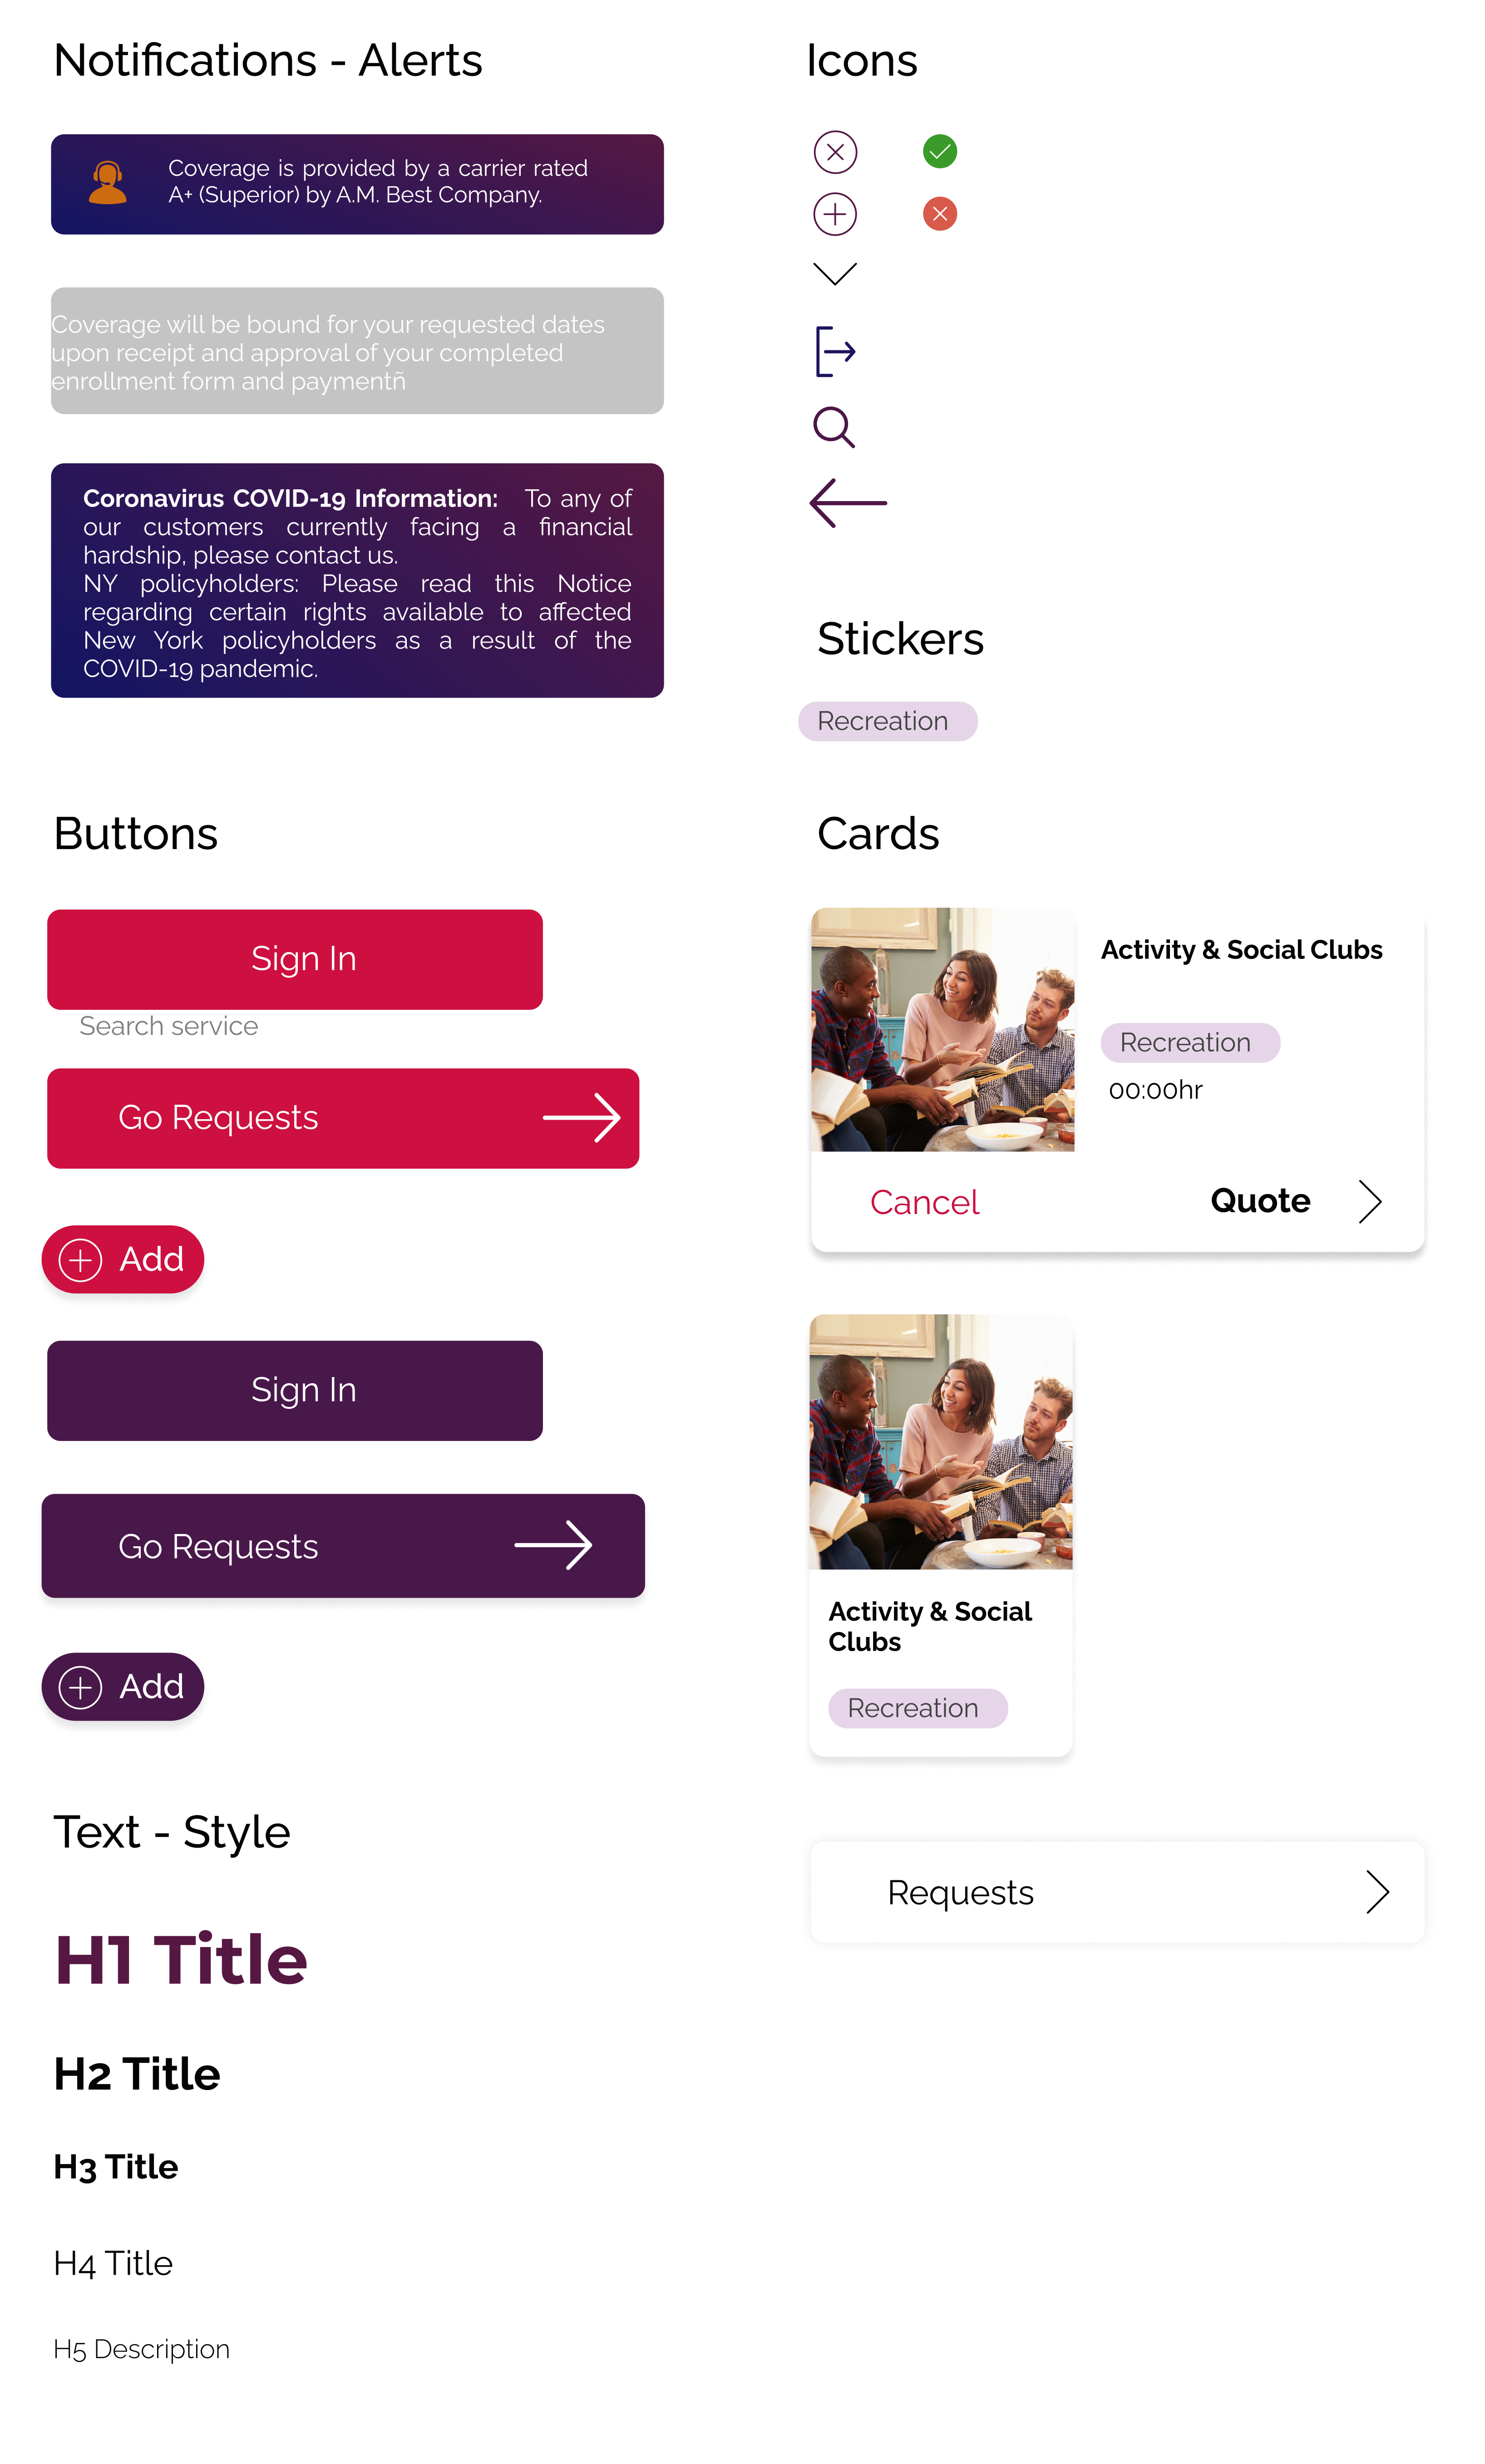 Notifications - Alerts
Coverage is provided by a carrier rated
A+ (Superior) by A.M. Best Company.
Coverage will be bound for your requested dates
upon receipt and approval of your completed
enrollment form and paymentñ
Coronavirus COVID-19 Information: To any of
our customers currently facing a financial
hardship, please contact us.
NY policyholders: Please read this Notice
regarding certain rights available to affected
New York policyholders as a result of the
COVID-19 pandemic.
Icons
Stickers
Recreation
Buttons
Sign In
Search service
Go Requests
Add
Sign In
Go Requests
Add
Cards
Activity & Social Clubs
Recreation
00:00hr
Cancel
Quote
Activity & Social
Clubs
Recreation
Requests
Text - Style
H1 Title
H2 Title
H3 Title
H4 Title
H5 Description